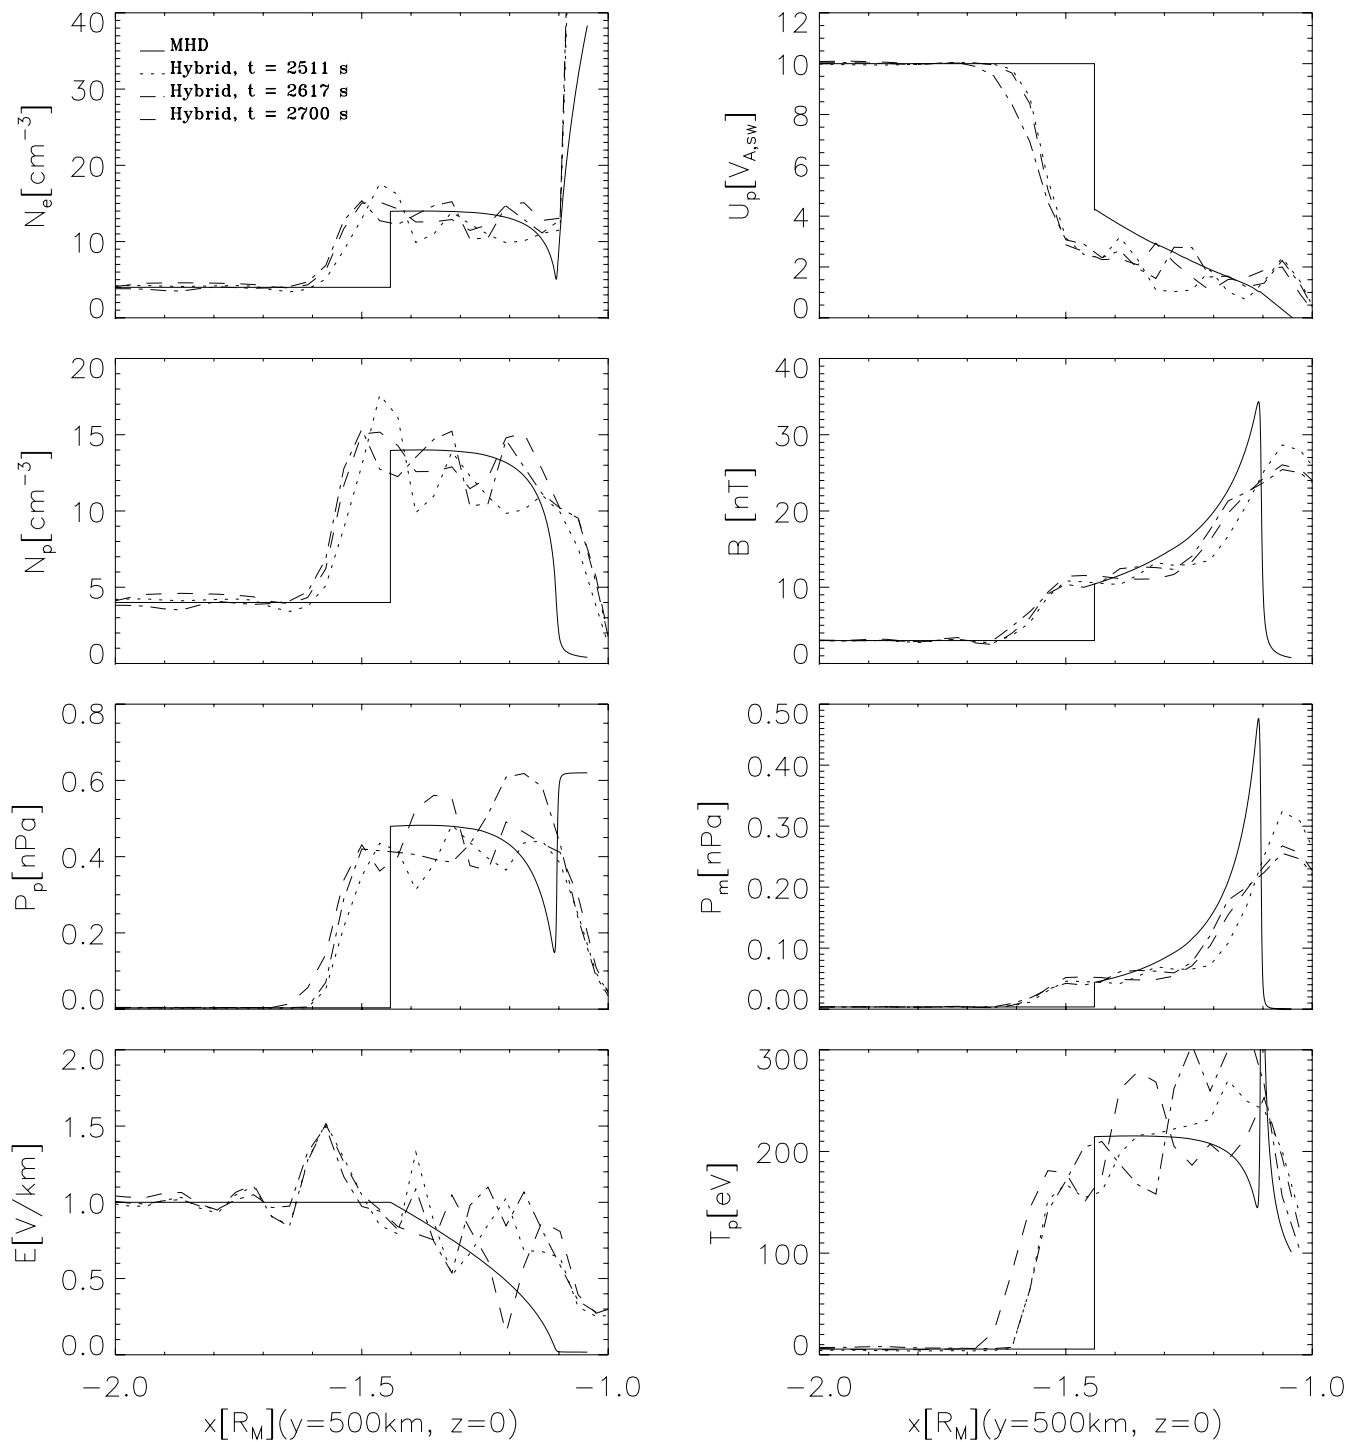 40
30
20
10
0
N_e[cm^{-3}]
MHD
Hybrid, t = 2511 s
Hybrid, t = 2617 s
Hybrid, t = 2700 s
12
10
8
6
4
2
0
U_p[V_{A,sw}]
20
15
10
5
0
N_p[cm^{-3}]
40
30
20
10
0
B [nT]
0.8
0.6
0.4
0.2
0.0
P_p[nPa]
0.50
0.40
0.30
0.20
0.10
0.00
P_m[nPa]
2.0
1.5
1.0
0.5
0.0
E[V/km]
−2.0 −1.5 −1.0
x[R_M](y=500km, z=0)
300
200
100
0
T_p[eV]
−2.0 −1.5 −1.0
x[R_M](y=500km, z=0)